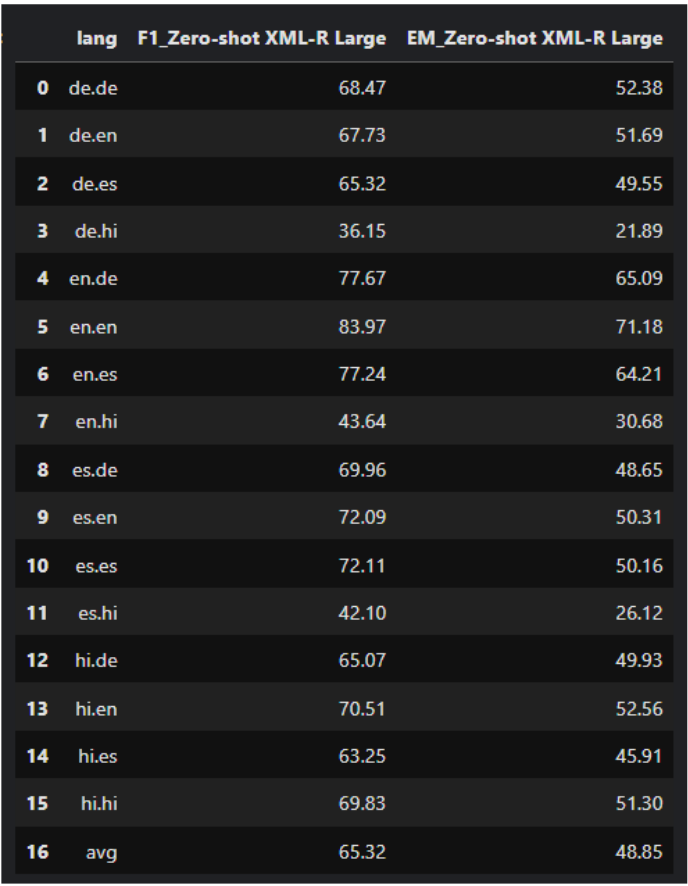 lang F1_Zero-shot XML-R Large EM_Zero-shot XML-R Large
0 de.de 68.47 52.38
1 de.en 67.73 51.69
2 de.es 65.32 49.55
3 de.hi 36.15 21.89
4 en.de 77.67 65.09
5 en.en 83.97 71.18
6 en.es 77.24 64.21
7 en.hi 43.64 30.68
8 es.de 69.96 48.65
9 es.en 72.09 50.31
10 es.es 72.11 50.16
11 es.hi 42.10 26.12
12 hi.de 65.07 49.93
13 hi.en 70.51 52.56
14 hi.es 63.25 45.91
15 hi.hi 69.83 51.30
16 avg 65.32 48.85